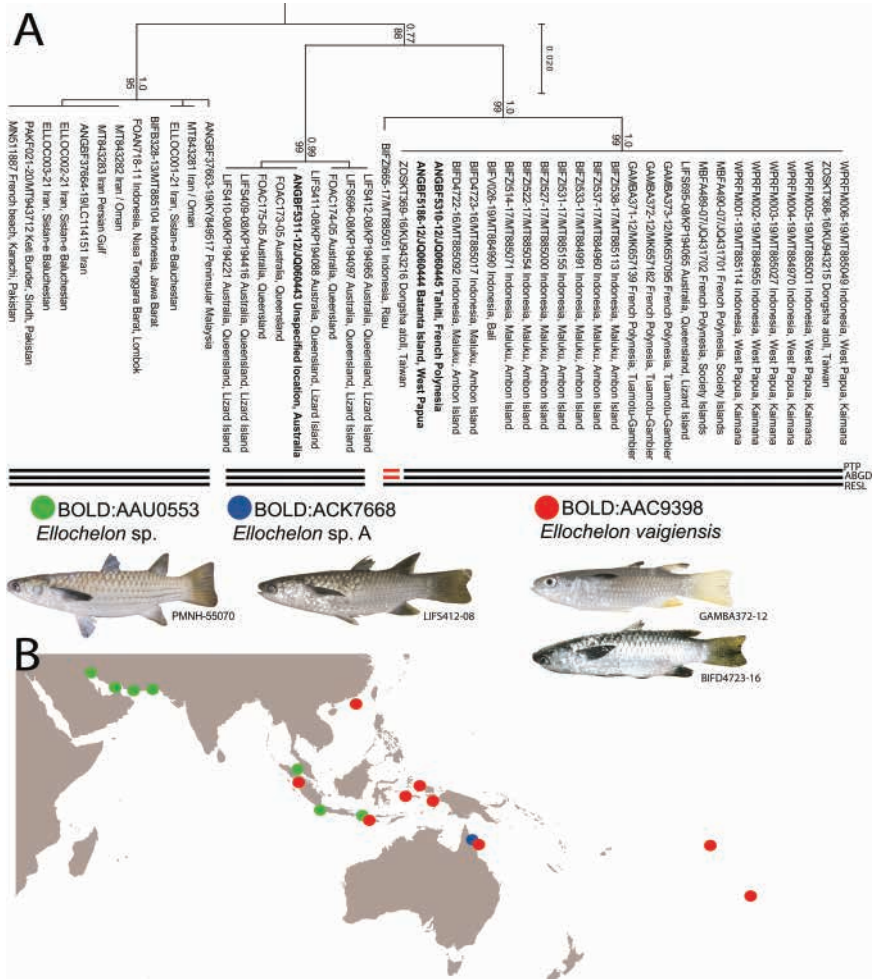 A
0.77
88
0.020
1.0
95
1.0
99
0.99
99
1.0
99
MN511887 French beach, Karachi, Pakistan
PAKF021-20/MT943712 Keti Bunder, Sindh, Pakistan
ELLOC003-21 Iran, Sistan-e Baluchestan
ELLOC002-21 Iran, Sistan-e Baluchestan
ANGBF37684-19/LC114151 Iran
MT843283 Iran Persian Gulf
MT843282 Iran / Oman
FOAN718-11 Indonesia, Nusa Tenggara Barat, Lombok
BIFB328-13/MT885104 Indonesia, Jawa Barat
ELLOC001-21 Iran, Sistan-e Baluchestan
MT843281 Iran / Oman
ANGBF37663-19/KY849517 Peninsular Malaysia
LIFS410-08/KP194221 Australia, Queensland, Lizard Island
LIFS409-08/KP194416 Australia, Queensland, Lizard Island
FOAC175-05 Australia, Queensland
FOAC173-05 Australia, Queensland
ANGBF5311-12/JQ060443 Unspecified location, Australia
LIFS411-08/KP194088 Australia, Queensland, Lizard Island
FOAC174-05 Australia, Queensland
LIFS696-08/KP194097 Australia, Queensland, Lizard Island
LIFS412-08/KP194965 Australia, Queensland, Lizard Island
BIFZ0665-17/MT885051 Indonesia, Riau
ZOSKT369-16/KU943216 Dongsha atoll, Taiwan
ANGBF5186-12/JQ060444 Batanta Island, West Papua
ANGBF5310-12/JQ060445 Tahiti, French Polynesia
BIFD4722-16/MT885092 Indonesia, Maluku, Ambon Island
BIFD4723-16/MT885017 Indonesia, Maluku, Ambon Island
BIFV026-19/MT884990 Indonesia, Bali
BIFZ514-17/MT885071 Indonesia, Maluku, Ambon Island
BIFZ522-17/MT885054 Indonesia, Maluku, Ambon Island
BIFZ527-17/MT885000 Indonesia, Maluku, Ambon Island
BIFZ531-17/MT885155 Indonesia, Maluku, Ambon Island
BIFZ533-17/MT884991 Indonesia, Maluku, Ambon Island
BIFZ537-17/MT884960 Indonesia, Maluku, Ambon Island
BIFZ538-17/MT885113 Indonesia, Maluku, Ambon Island
GAMBA371-12/MK657139 French Polynesia, Tuamotu-Gambier
GAMBA372-12/MK657182 French Polynesia, Tuamotu-Gambier
GAMBA373-12/MK657095 French Polynesia, Tuamotu-Gambier
LIFS695-08/KP194065 Australia, Queensland, Lizard Island
MBFA489-07/JQ431702 French Polynesia, Society Islands
MBFA490-07/JQ431701 French Polynesia, Society Islands
WPRFM001-19/MT885114 Indonesia, West Papua, Kaimana
WPRFM002-19/MT884955 Indonesia, West Papua, Kaimana
WPRFM003-19/MT885027 Indonesia, West Papua, Kaimana
WPRFM004-19/MT884970 Indonesia, West Papua, Kaimana
WPRFM005-19/MT885001 Indonesia, West Papua, Kaimana
ZOSKT368-16/KU943215 Dongsha atoll, Taiwan
WPRFM006-19/MT885049 Indonesia, West Papua, Kaimana
PTP
ABGD
RESL
BOLD:AAU0553
Ellochelon sp.
PMNH-55070
BOLD:ACK7668
Ellochelon sp. A
LIFS412-08
BOLD:AAC9398
Ellochelon vaigiensis
GAMBA372-12
BIFD4723-16
B